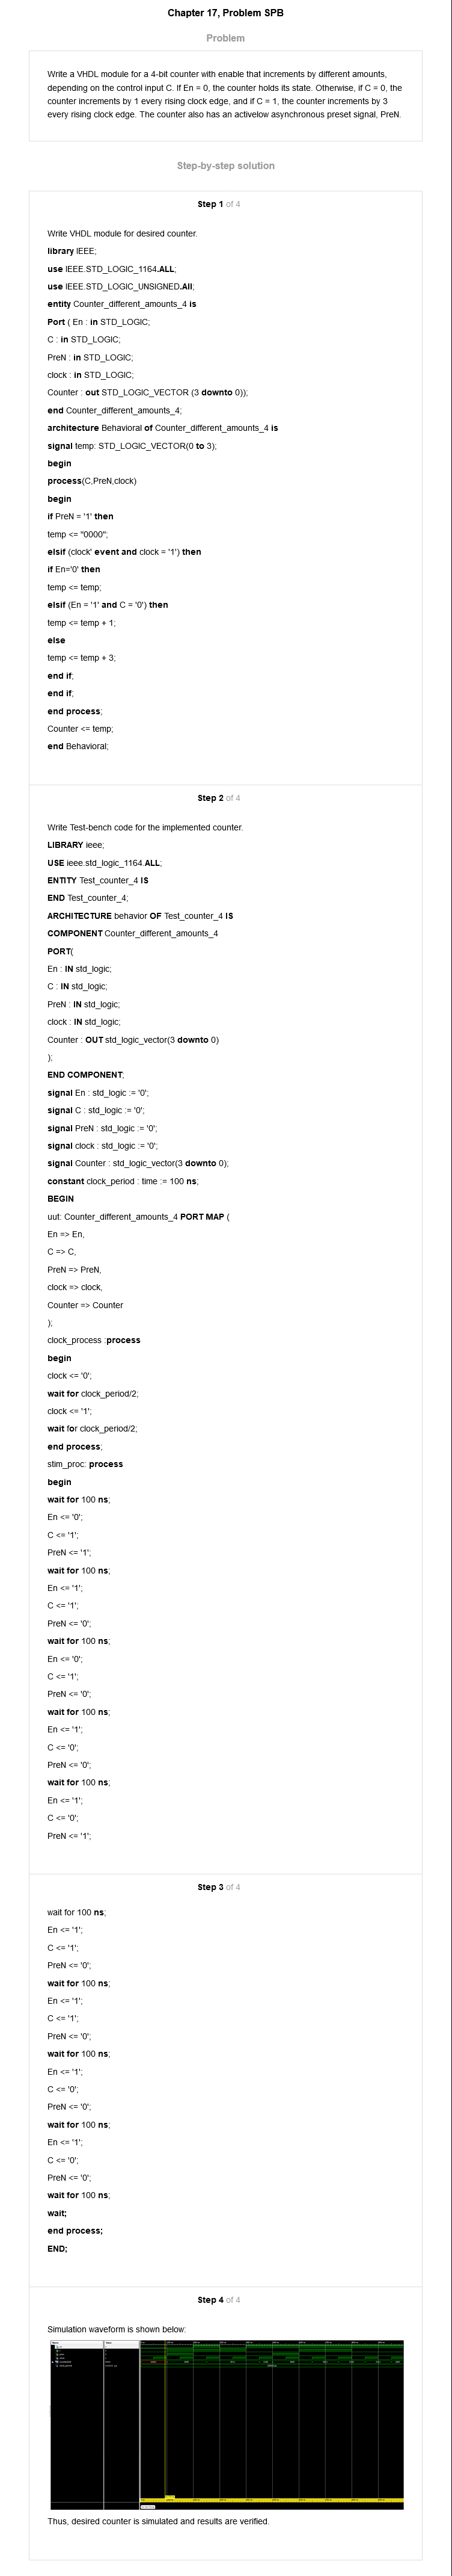 Chapter 17, Problem SPB
Problem
Write a VHDL module for a 4-bit counter with enable that increments by different amounts,
depending on the control input C. If En = 0, the counter holds its state. Otherwise, if C = 0, the
counter increments by 1 every rising clock edge, and if C = 1, the counter increments by 3
every rising clock edge. The counter also has an activelow asynchronous preset signal, PreN.
Step-by-step solution
Step 1 of 4
Write VHDL module for desired counter.
library IEEE;
use IEEE.STD_LOGIC_1164.ALL;
use IEEE.STD_LOGIC_UNSIGNED.All;
entity Counter_different_amounts_4 is
Port ( En : in STD_LOGIC;
C : in STD_LOGIC;
PreN : in STD_LOGIC;
clock : in STD_LOGIC;
Counter : out STD_LOGIC_VECTOR (3 downto 0));
end Counter_different_amounts_4;
architecture Behavioral of Counter_different_amounts_4 is
signal temp: STD_LOGIC_VECTOR(0 to 3);
begin
process(C,PreN,clock)
begin
if PreN = '1' then
temp <= "0000";
elsif (clock' event and clock = '1') then
if En='0' then
temp <= temp;
elsif (En = '1' and C = '0') then
temp <= temp + 1;
else
temp <= temp + 3;
end if;
end if;
end process;
Counter <= temp;
end Behavioral;
Step 2 of 4
Write Test-bench code for the implemented counter.
LIBRARY ieee;
USE ieee.std_logic_1164.ALL;
ENTITY Test_counter_4 IS
END Test_counter_4;
ARCHITECTURE behavior OF Test_counter_4 IS
COMPONENT Counter_different_amounts_4
PORT(
En : IN std_logic;
C : IN std_logic;
PreN : IN std_logic;
clock : IN std_logic;
Counter : OUT std_logic_vector(3 downto 0)
);
END COMPONENT;
signal En : std_logic := '0';
signal C : std_logic := '0';
signal PreN : std_logic := '0';
signal clock : std_logic := '0';
signal Counter : std_logic_vector(3 downto 0);
constant clock_period : time := 100 ns;
BEGIN
uut: Counter_different_amounts_4 PORT MAP (
En => En,
C => C,
PreN => PreN,
clock => clock,
Counter => Counter
);
clock_process :process
begin
clock <= '0';
wait for clock_period/2;
clock <= '1';
wait for clock_period/2;
end process;
stim_proc: process
begin
wait for 100 ns;
En <= '0';
C <= '1';
PreN <= '1';
wait for 100 ns;
En <= '1';
C <= '1';
PreN <= '0';
wait for 100 ns;
En <= '0';
C <= '1';
PreN <= '0';
wait for 100 ns;
En <= '1';
C <= '0';
PreN <= '0';
wait for 100 ns;
En <= '1';
C <= '0';
PreN <= '1';
Step 3 of 4
wait for 100 ns;
En <= '1';
C <= '1';
PreN <= '0';
wait for 100 ns;
En <= '1';
C <= '1';
PreN <= '0';
wait for 100 ns;
En <= '1';
C <= '0';
PreN <= '0';
wait for 100 ns;
En <= '1';
C <= '0';
PreN <= '0';
wait for 100 ns;
wait;
end process;
END;
Step 4 of 4
Simulation waveform is shown below:
Thus, desired counter is simulated and results are verified.